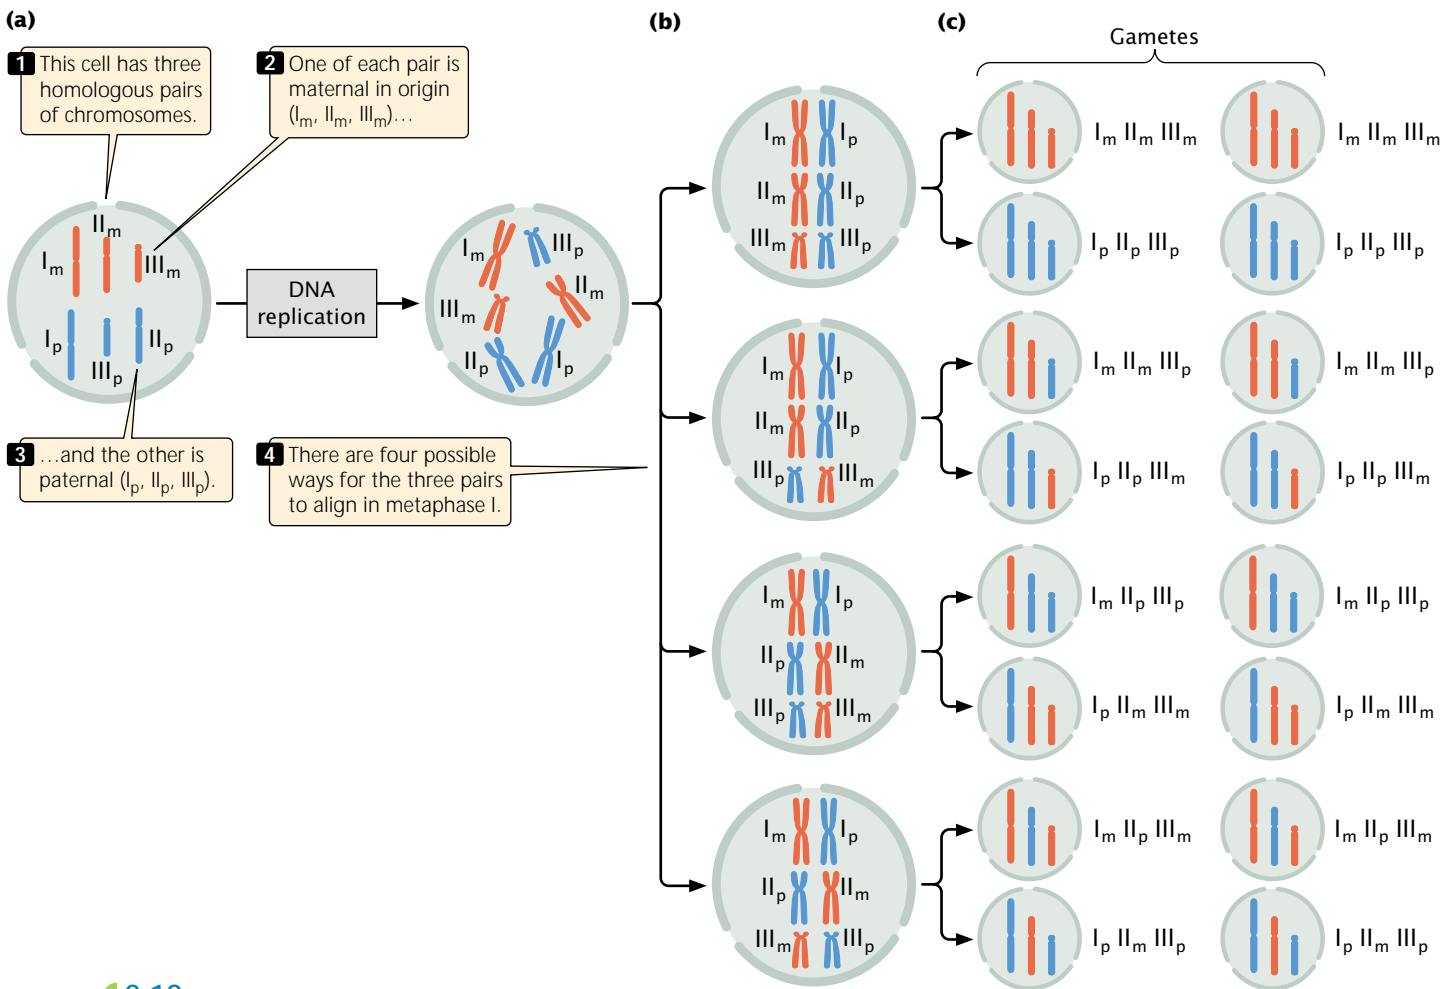 (a)
(b)
(c)
Gametes
1 This cell has three
homologous pairs
of chromosomes.
2 One of each pair is
maternal in origin
(Im, IIm, IIIm)…
Im
IIm
IIIm
Ip
IIIp
IIp
DNA
replication
Im
IIIp
IIm
IIIm
IIp
Ip
3 …and the other is
paternal (Ip, IIp, IIIp).
4 There are four possible
ways for the three pairs
to align in metaphase I.
Im Ip
IIm IIp
IIIm IIIp
Im IIm IIIm
Im IIm IIIm
Ip IIp IIIp
Ip IIp IIIp
Im Ip
IIm IIp
IIIp IIIm
Im IIm IIIp
Im IIm IIIp
Ip IIp IIIm
Ip IIp IIIm
Im Ip
IIp IIm
IIIp IIIm
Im IIp IIIp
Im IIp IIIp
Ip IIm IIIm
Ip IIm IIIm
Im Ip
IIp IIm
IIIm IIIp
Im IIp IIIm
Im IIp IIIm
Ip IIm IIIp
Ip IIm IIIp